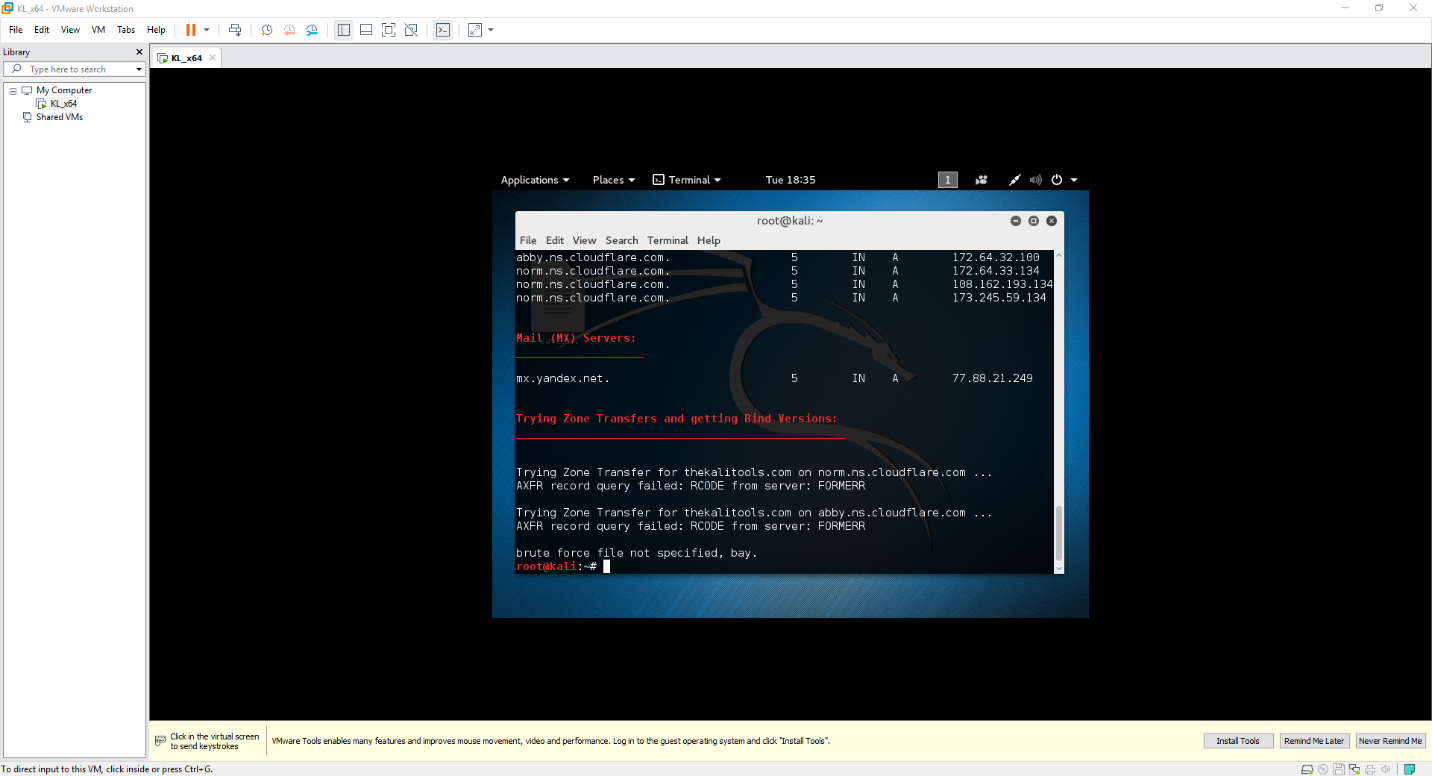 KL_x64 - VMware Workstation
File Edit View VM Tabs Help
Library
Type here to search
My Computer
KL_x64
Shared VMs
KL_x64
Applications Places Terminal Tue 18:35 1
root@kali: ~
File Edit View Search Terminal Help
abby.ns.cloudflare.com. 5 IN A 172.64.32.100
norm.ns.cloudflare.com. 5 IN A 172.64.33.134
norm.ns.cloudflare.com. 5 IN A 108.162.193.134
norm.ns.cloudflare.com. 5 IN A 173.245.59.134
Mail (MX) Servers:
mx.yandex.net. 5 IN A 77.88.21.249
Trying Zone Transfers and getting Bind Versions:
Trying Zone Transfer for thekalitools.com on norm.ns.cloudflare.com ...
AXFR record query failed: RCODE from server: FORMERR
Trying Zone Transfer for thekalitools.com on abby.ns.cloudflare.com ...
AXFR record query failed: RCODE from server: FORMERR
brute force file not specified, bay.
root@kali:~#
Click in the virtual screen
to send keystrokes
VMware Tools enables many features and improves mouse movement, video and performance. Log in to the guest operating system and click "Install Tools".
Install Tools Remind Me Later Never Remind Me
To direct input to this VM, click inside or press Ctrl+G.